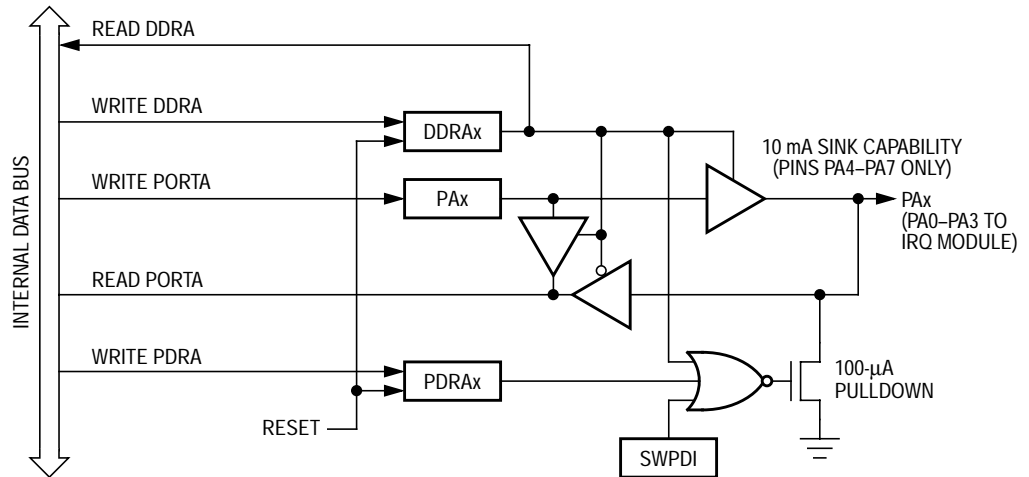 READ DDRA
WRITE DDRA
DDRAx
10 mA SINK CAPABILITY
(PINS PA4–PA7 ONLY)
WRITE PORTA
PAx
PAx
(PA0–PA3 TO
IRQ MODULE)
INTERNAL DATA BUS
READ PORTA
WRITE PDRA
PDRAx
100-µA
PULLDOWN
RESET
SWPDI